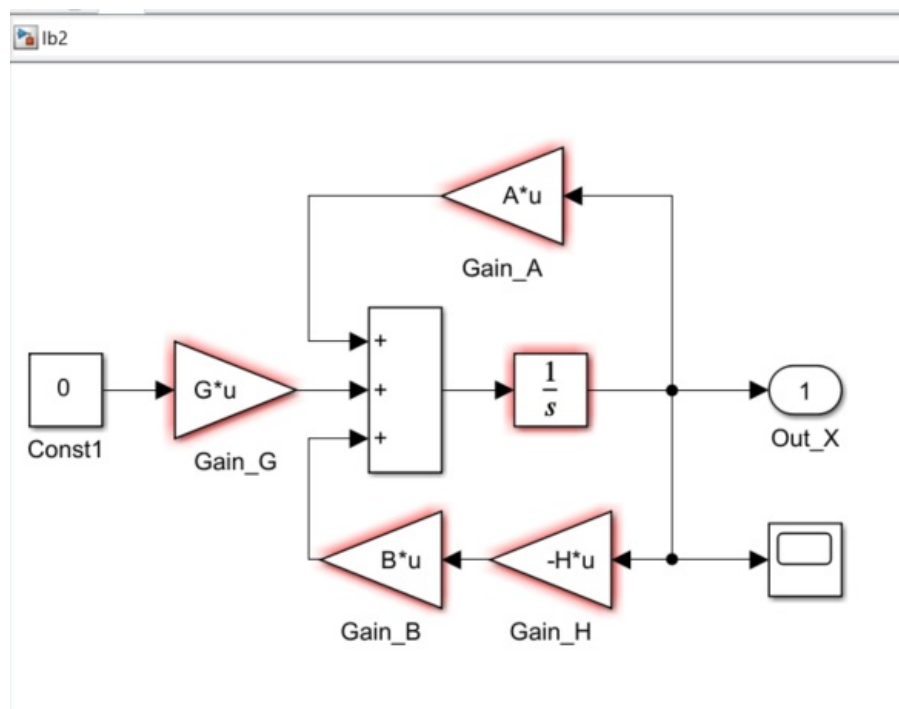 lb2
A*u
Gain_A
+
0
G*u
+
1
s
1
Const1
Gain_G
+
Out_X
B*u
-H*u
Gain_B
Gain_H